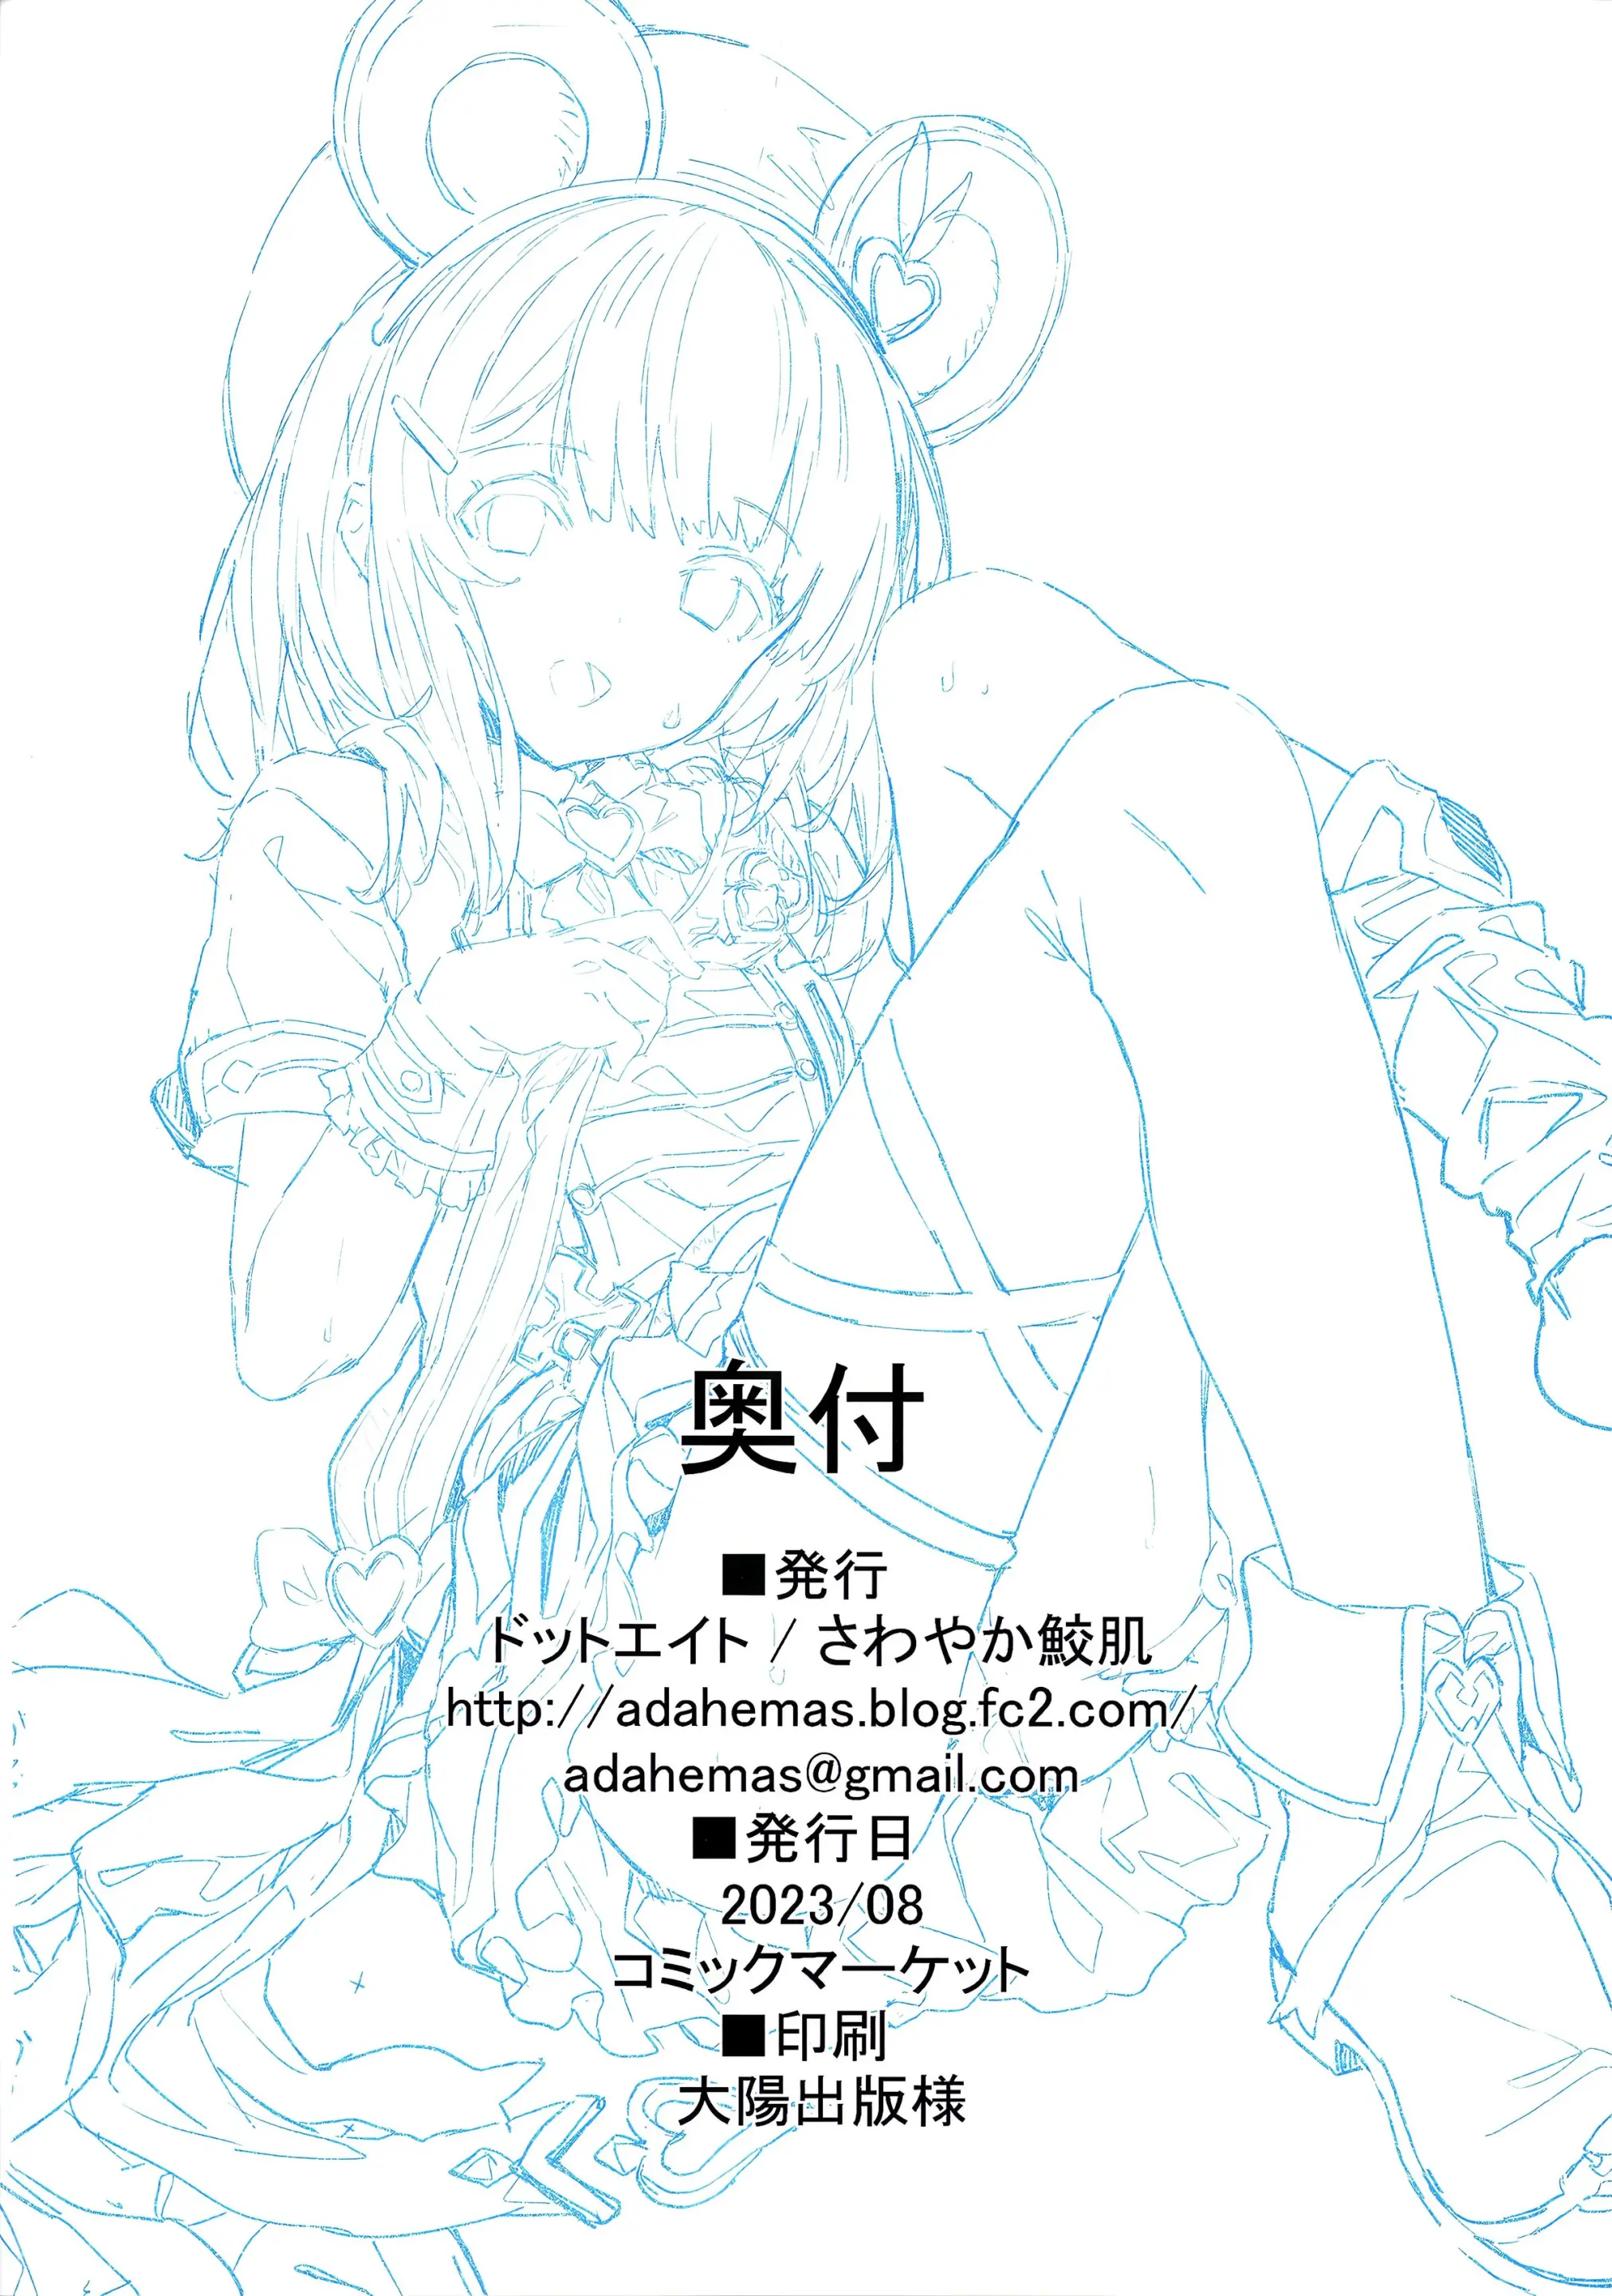 奥付
■発行
ドットエイト / さわやか鮫肌
http://adahemas.blog.fc2.com/
adahemas@gmail.com
■発行日
2023/08
コミックマーケット
■印刷
大陽出版様